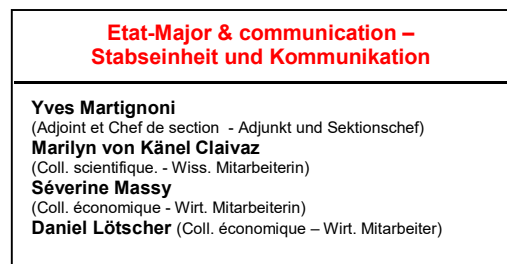 Etat-Major & communication –
Stabseinheit und Kommunikation
Yves Martignoni
(Adjoint et Chef de section - Adjunkt und Sektionschef)
Marilyn von Känel Claivaz
(Coll. scientifique. - Wiss. Mitarbeiterin)
Séverine Massy
(Coll. économique - Wirt. Mitarbeiterin)
Daniel Lötscher (Coll. économique – Wirt. Mitarbeiter)